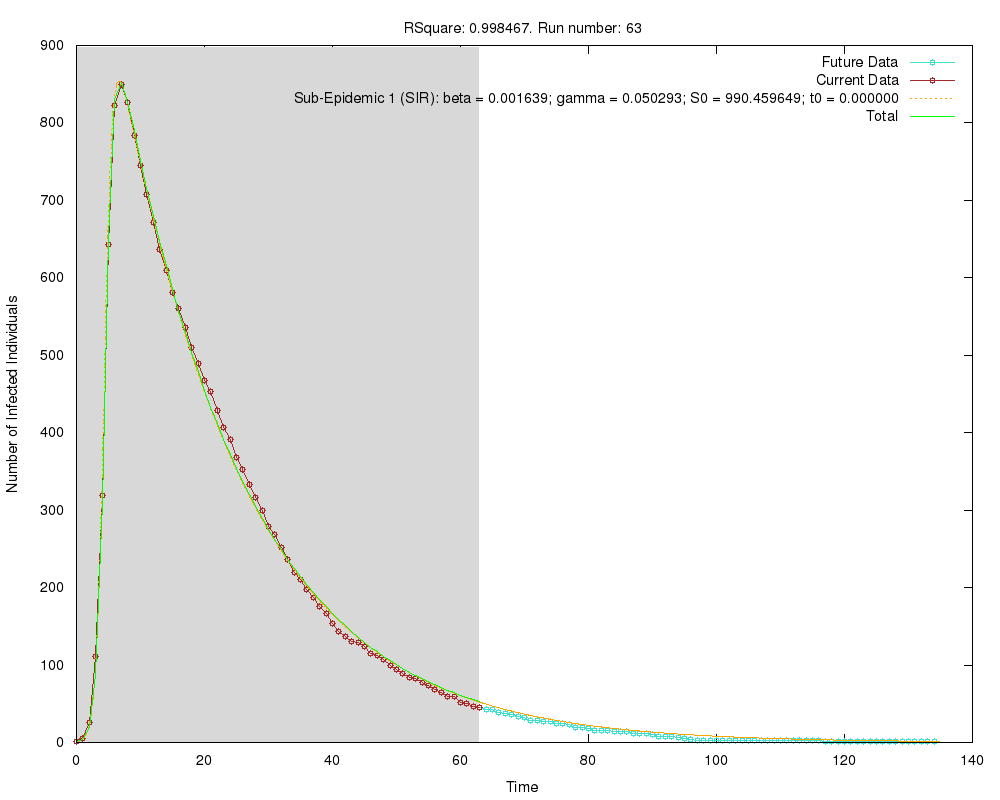 RSquare: 0.998467. Run number: 63
900
800
700
600
500
400
300
200
100
0
Number of Infected Individuals
Future Data
Current Data
Sub-Epidemic 1 (SIR): beta = 0.001639; gamma = 0.050293; S0 = 990.459649; t0 = 0.000000
Total
0 20 40 60 80 100 120 140
Time